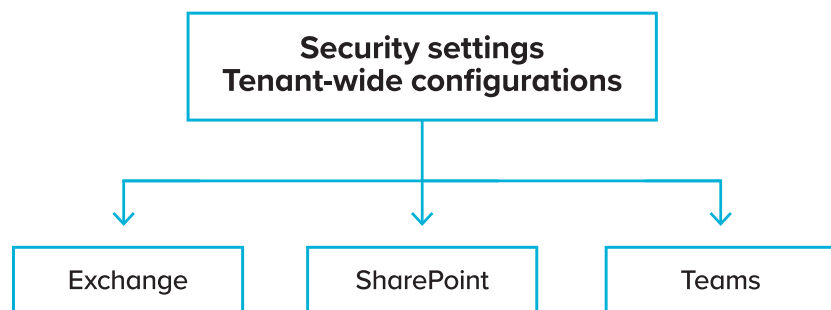 Security settings
Tenant-wide configurations
Exchange
SharePoint
Teams